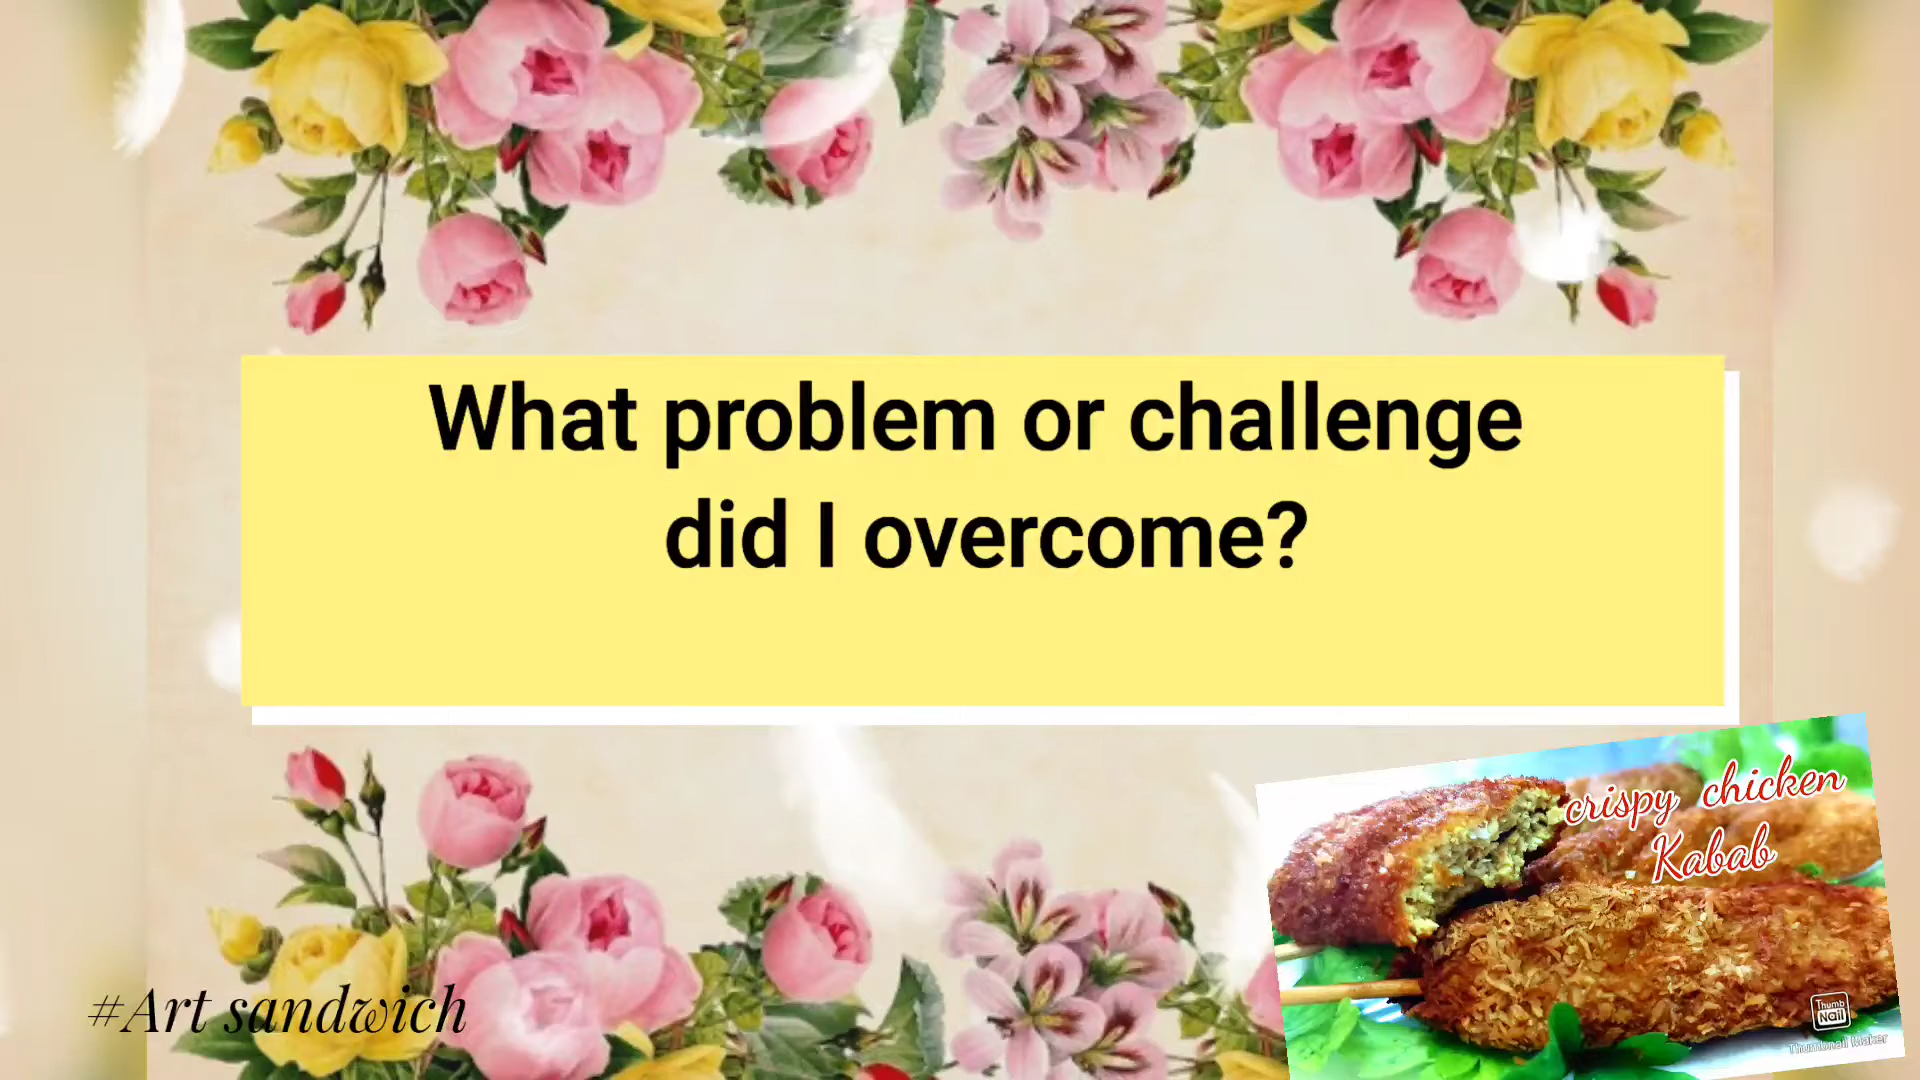 What problem or challenge
did I overcome?
crispy chicken
Kabab
#Art sandwich
Thumb
Nail
Thumbnail Maker